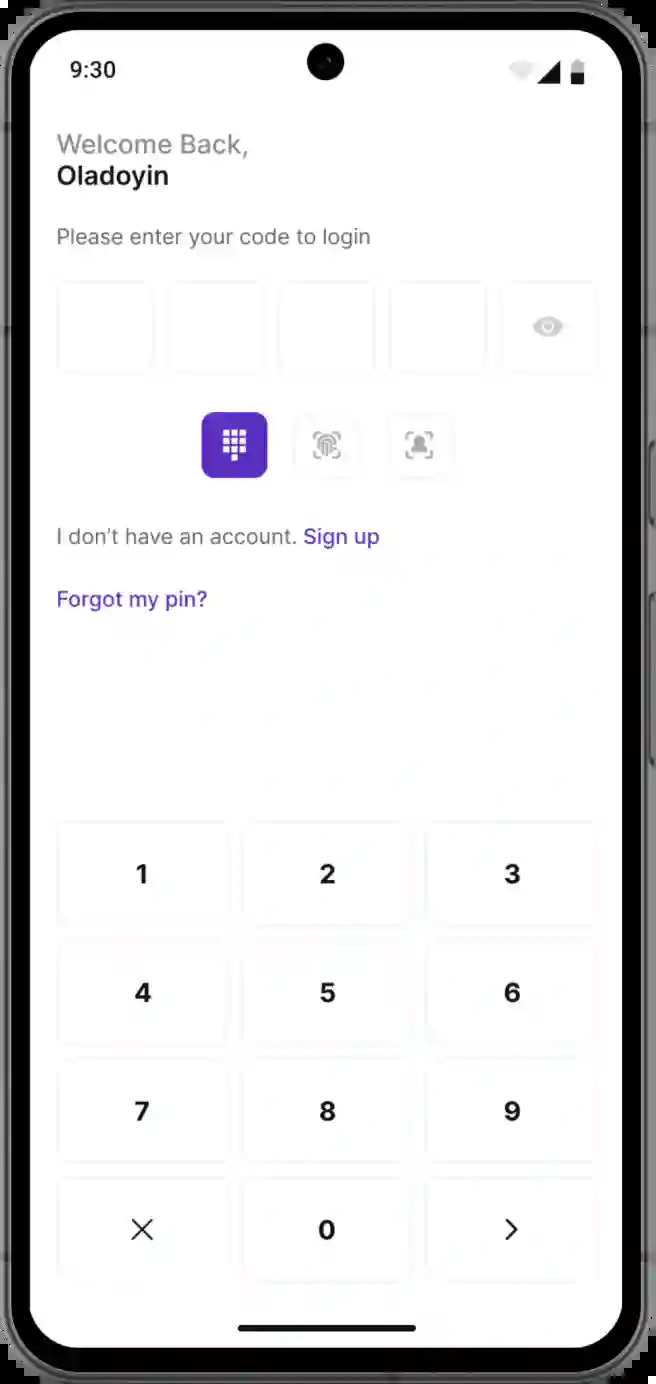 9:30
Welcome Back,
Oladoyin
Please enter your code to login
I don't have an account. Sign up
Forgot my pin?
1 2 3
4 5 6
7 8 9
0